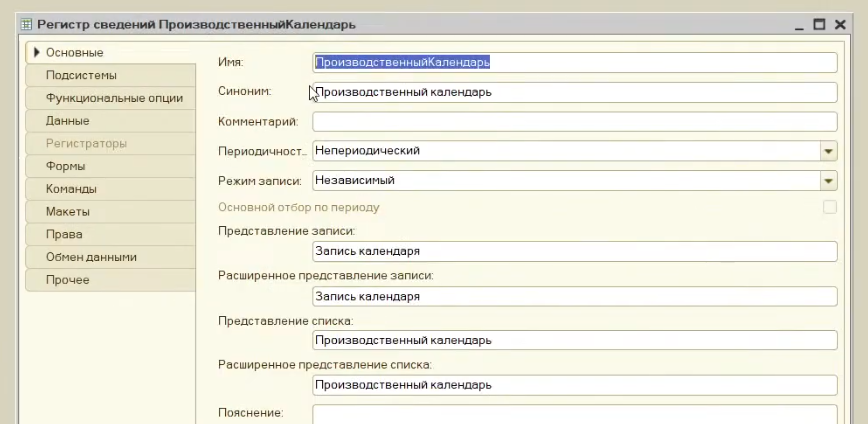 Регистр сведений ПроизводственныйКалендарь
Основные
Подсистемы
Функциональные опции
Данные
Регистраторы
Формы
Команды
Макеты
Права
Обмен данными
Прочее
Имя: ПроизводственныйКалендарь
Синоним: Производственный календарь
Комментарий:
Периодичност... Непериодический
Режим записи: Независимый
Основной отбор по периоду
Представление записи:
Запись календаря
Расширенное представление записи:
Запись календаря
Представление списка:
Производственный календарь
Расширенное представление списка:
Производственный календарь
Пояснение: